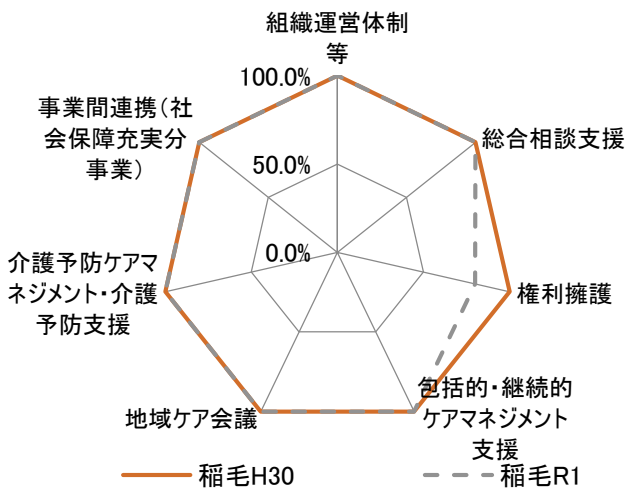 組織運営体制
等
100.0%
事業間連携（社
会保障充実分
事業）
総合相談支援
50.0%
0.0%
介護予防ケアマ
ネジメント・介護
予防支援
権利擁護
地域ケア会議
包括的・継続的
ケアマネジメント
支援
稲毛H30
稲毛R1